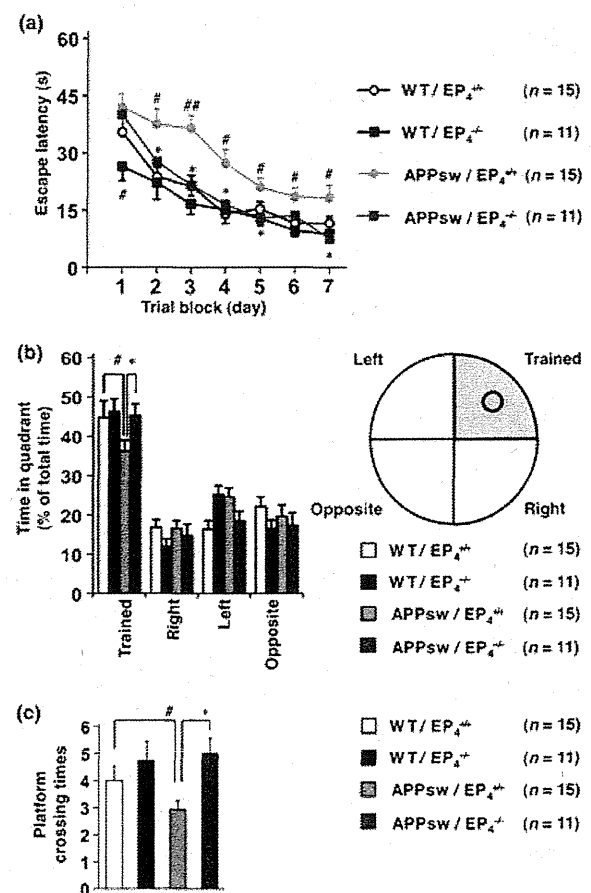 (a)
60
45
30
15
0
Escape latency (s)
# ## # # # #
* * * *
#
*
1 2 3 4 5 6 7
Trial block (day)
WT / EP4+/+ (n = 15)
WT / EP4-/- (n = 11)
APPsw / EP4+/+ (n = 15)
APPsw / EP4-/- (n = 11)
(b)
60
50
40
30
20
10
0
Time in quadrant
(% of total time)
# *
Trained
Right
Left
Opposite
Left Trained
Opposite Right
WT / EP4+/+ (n = 15)
WT / EP4-/- (n = 11)
APPsw / EP4+/+ (n = 15)
APPsw / EP4-/- (n = 11)
(c)
6
5
4
3
2
1
0
Platform
crossing times
# *
WT / EP4+/+ (n = 15)
WT / EP4-/- (n = 11)
APPsw / EP4+/+ (n = 15)
APPsw / EP4-/- (n = 11)